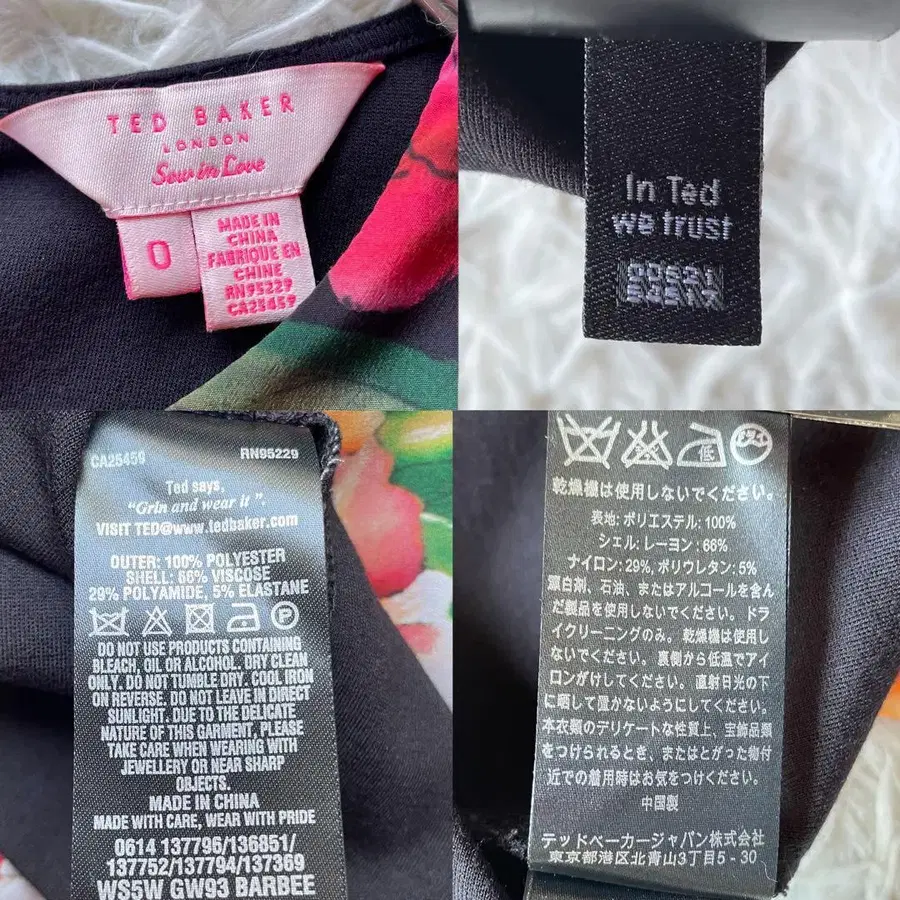 TED BAKER
LONDON
Sew in Love
0
MADE IN
CHINA
FABRIQUE EN
CHINE
RN95229
CA25459
In Ted
we trust
CA25459 RN95229
Ted says,
"Grin and wear it".
VISIT TED@www.tedbaker.com
OUTER: 100% POLYESTER
SHELL: 66% VISCOSE
29% POLYAMIDE, 5% ELASTANE
DO NOT USE PRODUCTS CONTAINING
BLEACH, OIL OR ALCOHOL. DRY CLEAN
ONLY. DO NOT TUMBLE DRY. COOL IRON
ON REVERSE. DO NOT LEAVE IN DIRECT
SUNLIGHT. DUE TO THE DELICATE
NATURE OF THIS GARMENT, PLEASE
TAKE CARE WHEN WEARING WITH
JEWELLERY OR NEAR SHARP
OBJECTS.
MADE IN CHINA
MADE WITH CARE, WEAR WITH PRIDE
0614 137796/136851/
137752/137794/137369
WS5W GW93 BARBEE
低
乾燥機は使用しないでください。
表地: ポリエステル: 100%
シェル: レーヨン: 66%
ナイロン: 29%, ポリウレタン: 5%
漂白剤、石油、またはアルコールを含ん
だ製品を使用しないでください。ドラ
イクリーニングのみ。乾燥機は使用しな
いでください。裏側から低温でアイ
ロンがけしてください。直射日光の下
に晒して置かないようにしてください。
本衣類のデリケートな性質上、宝飾品類
をつけられるとき、またはとがった物付
近での着用時はお気をつけください。
中国製
テッドベーカージャパン株式会社
東京都港区北青山3丁目5-30